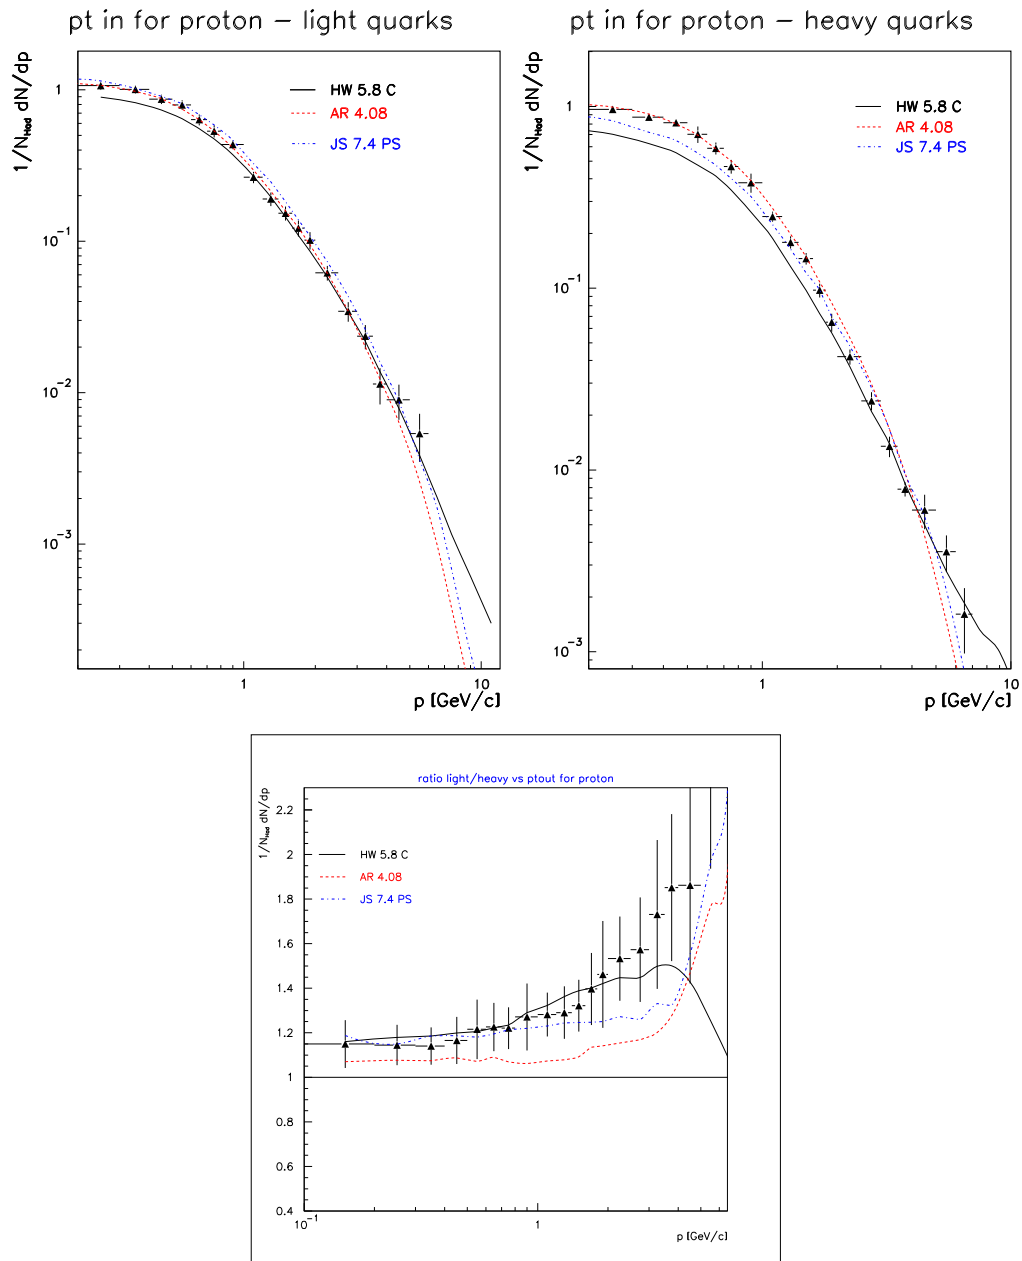 pt in for proton – light quarks
1/N_Had dN/dp
1
10^-1
10^-2
10^-3
HW 5.8 C
AR 4.08
JS 7.4 PS
1
10
p [GeV/c]
pt in for proton – heavy quarks
1/N_Had dN/dp
1
10^-1
10^-2
10^-3
HW 5.8 C
AR 4.08
JS 7.4 PS
1
10
p [GeV/c]
ratio light/heavy vs ptout for proton
1/N_Had dN/dp
2.2
2
1.8
1.6
1.4
1.2
1
0.8
0.6
0.4
HW 5.8 C
AR 4.08
JS 7.4 PS
10^-1
1
p [GeV/c]